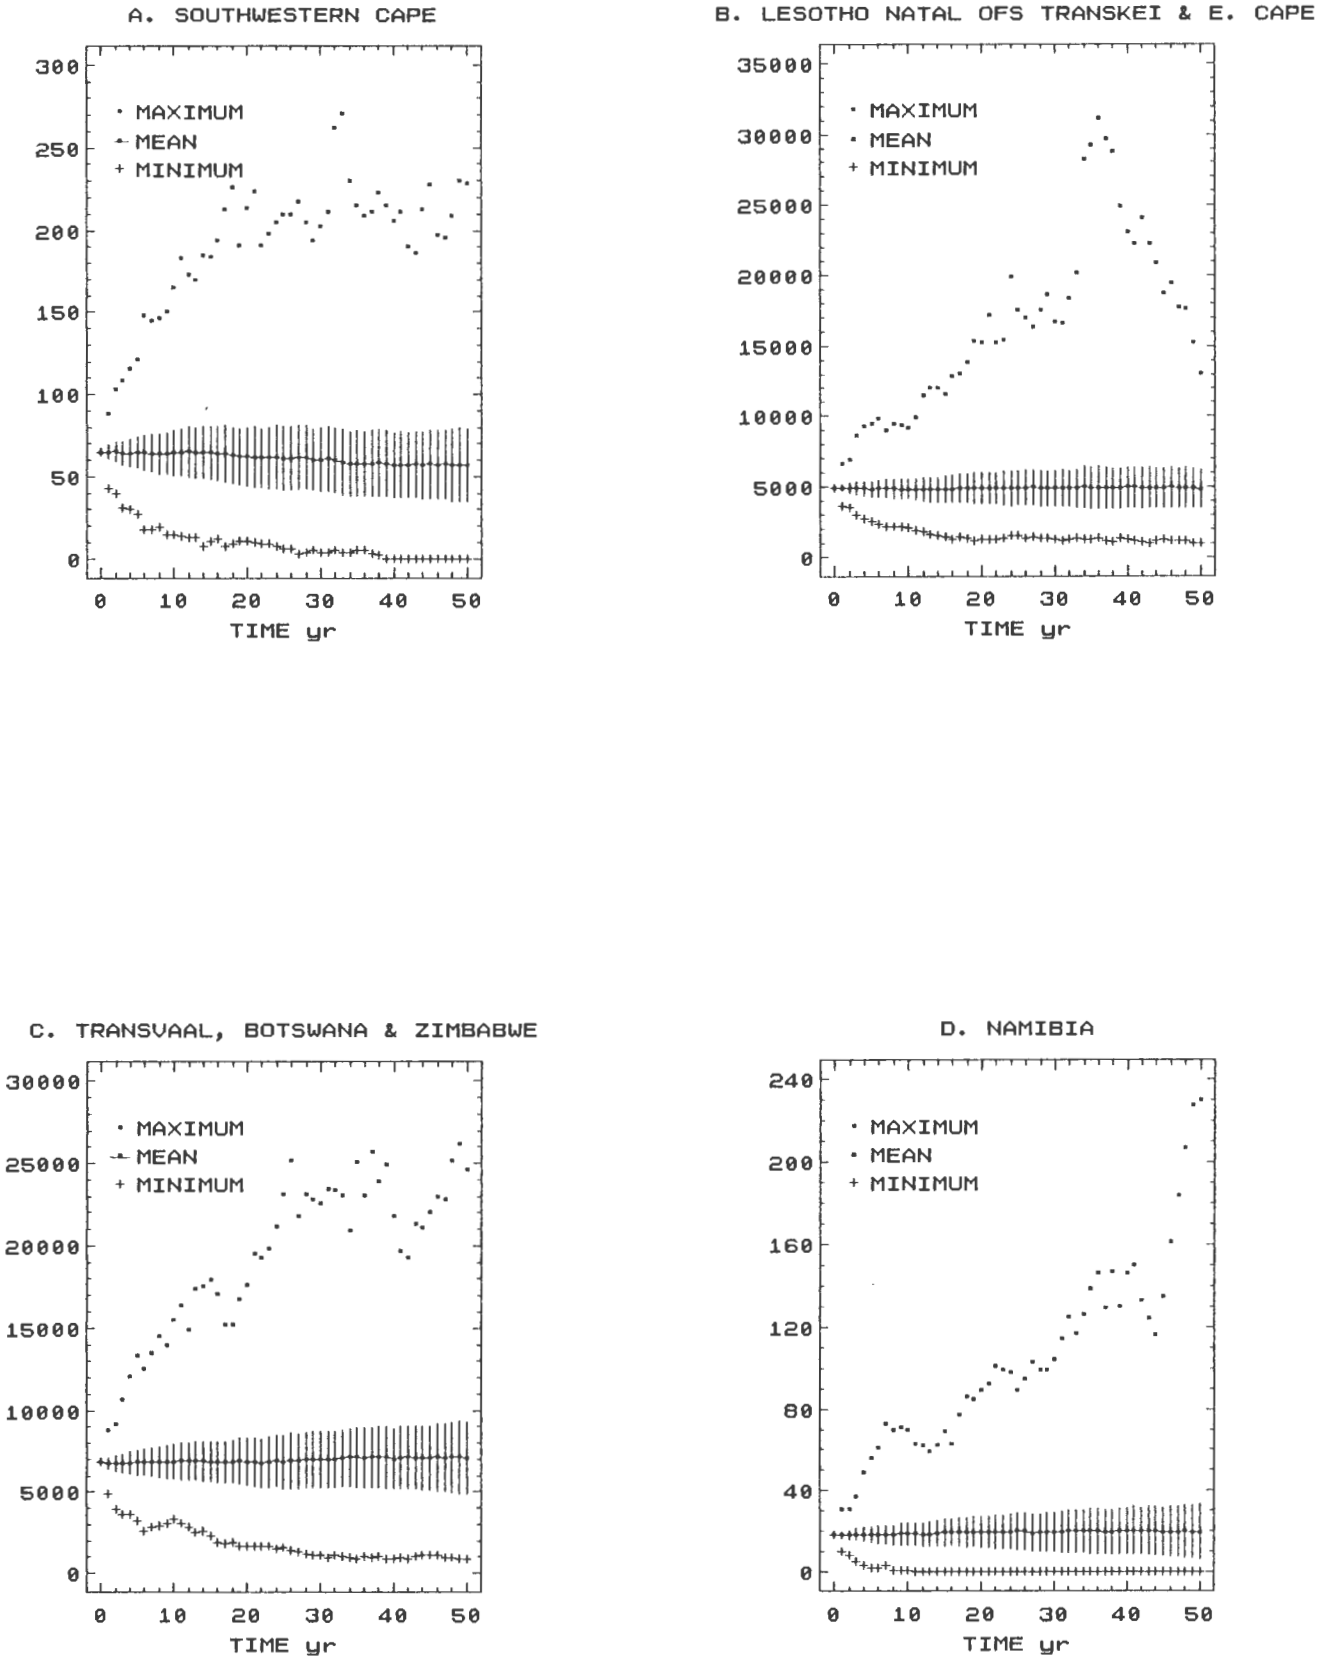 A. SOUTHWESTERN CAPE
300
250
200
150
100
50
0
MAXIMUM
MEAN
MINIMUM
0 10 20 30 40 50
TIME yr
B. LESOTHO NATAL OFS TRANSKEI & E. CAPE
35000
30000
25000
20000
15000
10000
5000
0
MAXIMUM
MEAN
MINIMUM
0 10 20 30 40 50
TIME yr
C. TRANSVAAL, BOTSWANA & ZIMBABWE
30000
25000
20000
15000
10000
5000
0
MAXIMUM
MEAN
MINIMUM
0 10 20 30 40 50
TIME yr
D. NAMIBIA
240
200
160
120
80
40
0
MAXIMUM
MEAN
MINIMUM
0 10 20 30 40 50
TIME yr